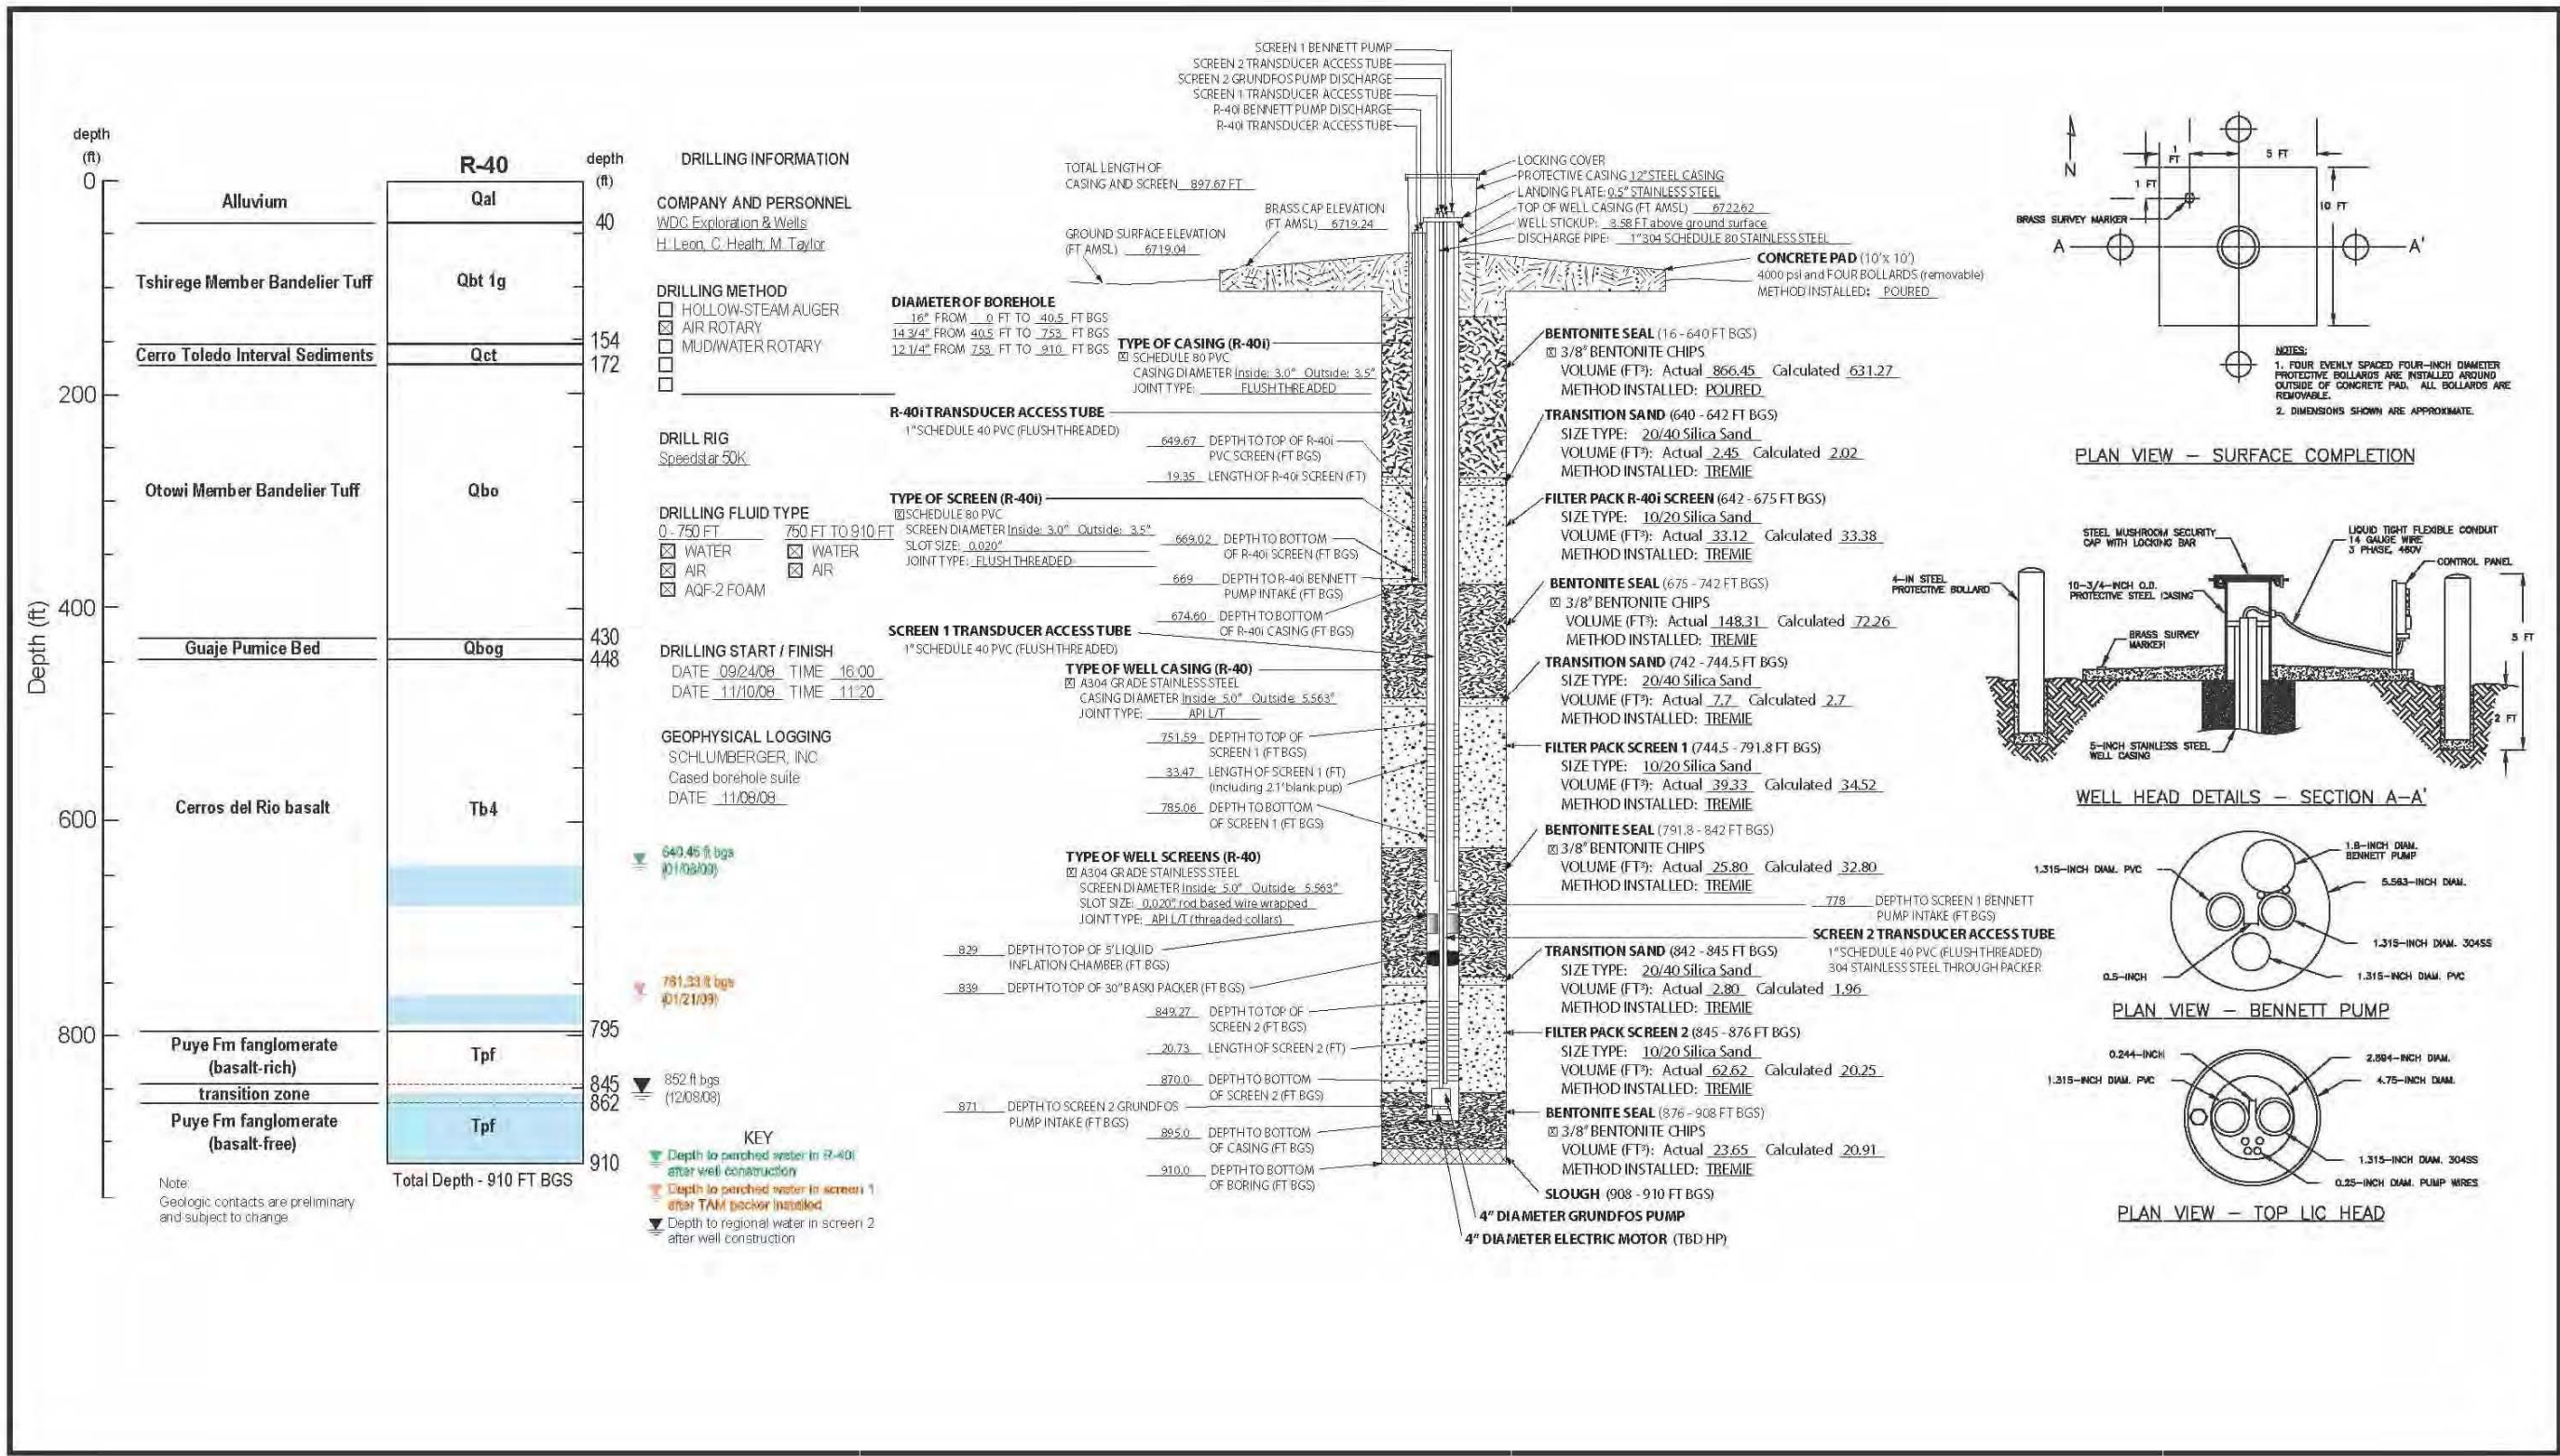 depth
(ft)
0
200
400
600
800
Depth (ft)
R-40
depth
(ft)
Alluvium
Qal
40
Tshirege Member Bandelier Tuff
Qbt 1g
154
Cerro Toledo Interval Sediments
Qct
172
Otowi Member Bandelier Tuff
Qbo
430
Guaje Pumice Bed
Qbog
448
Cerros del Rio basalt
Tb4
795
Puye Fm fanglomerate
(basalt-rich)
Tpf
845
transition zone
862
Puye Fm fanglomerate
(basalt-free)
Tpf
910
Total Depth - 910 FT BGS
Note:
Geologic contacts are preliminary
and subject to change
DRILLING INFORMATION
COMPANY AND PERSONNEL
WDC Exploration & Wells
H. Leon, C. Heath, M. Taylor
DRILLING METHOD
HOLLOW-STEAM AUGER
AIR ROTARY
MUD/WATER ROTARY
DRILL RIG
Speedstar 50K
DRILLING FLUID TYPE
0 - 750 FT 750 FT TO 910 FT
WATER WATER
AIR AIR
AQF-2 FOAM
DRILLING START / FINISH
DATE 09/24/08 TIME 16:00
DATE 11/10/08 TIME 11:20
GEOPHYSICAL LOGGING
SCHLUMBERGER, INC
Cased borehole suite
DATE 11/08/08
ft bgs
ft bgs
(01/21/09)
852 ft bgs
(12/08/08)
KEY
Depth to perched water in R-40i
after well construction
Depth to perched water in screen 1
after TAM packer installed
Depth to regional water in screen 2
after well construction
SCREEN 1 BENNETT PUMP
SCREEN 2 TRANSDUCER ACCESS TUBE
SCREEN 2 GRUNDFOS PUMP DISCHARGE
SCREEN 1 TRANSDUCER ACCESS TUBE
R-40i BENNETT PUMP DISCHARGE
R-40i TRANSDUCER ACCESS TUBE
TOTAL LENGTH OF
CASING AND SCREEN 897.67 FT
BRASS CAP ELEVATION
(FT AMSL) 6719.24
GROUND SURFACE ELEVATION
(FT AMSL) 6719.04
DIAMETER OF BOREHOLE
16" FROM 0 FT TO 40.5 FT BGS
14 3/4" FROM 40.5 FT TO 753 FT BGS
12 1/4" FROM 753 FT TO 910 FT BGS
TYPE OF CASING (R-40i)
SCHEDULE 80 PVC
CASING DIAMETER Inside: 3.0" Outside: 3.5"
JOINT TYPE: FLUSH THREADED
R-40i TRANSDUCER ACCESS TUBE
1" SCHEDULE 40 PVC (FLUSH THREADED)
649.67 DEPTH TO TOP OF R-40i
PVC SCREEN (FT BGS)
19.35 LENGTH OF R-40i SCREEN (FT)
TYPE OF SCREEN (R-40i)
SCHEDULE 80 PVC
SCREEN DIAMETER Inside: 3.0" Outside: 3.5"
SLOT SIZE: 0.020"
JOINT TYPE: FLUSH THREADED
669.02 DEPTH TO BOTTOM
OF R-40i SCREEN (FT BGS)
669 DEPTH TO R-40i BENNETT
PUMP INTAKE (FT BGS)
674.60 DEPTH TO BOTTOM
OF R-40i CASING (FT BGS)
SCREEN 1 TRANSDUCER ACCESS TUBE
1" SCHEDULE 40 PVC (FLUSH THREADED)
TYPE OF WELL CASING (R-40)
A304 GRADE STAINLESS STEEL
CASING DIAMETER Inside: 5.0" Outside: 5.563"
JOINT TYPE: API L/T
751.59 DEPTH TO TOP OF
SCREEN 1 (FT BGS)
33.47 LENGTH OF SCREEN 1 (FT)
(including 2.1' blank pup)
785.06 DEPTH TO BOTTOM
OF SCREEN 1 (FT BGS)
TYPE OF WELL SCREENS (R-40)
A304 GRADE STAINLESS STEEL
SCREEN DIAMETER Inside: 5.0" Outside: 5.563"
SLOT SIZE: 0.020" rod based wire wrapped
JOINT TYPE: API L/T (threaded collars)
829 DEPTH TO TOP OF 5' LIQUID
INFLATION CHAMBER (FT BGS)
839 DEPTH TO TOP OF 30" BASKI PACKER (FT BGS)
849.27 DEPTH TO TOP OF
SCREEN 2 (FT BGS)
20.73 LENGTH OF SCREEN 2 (FT)
870.0 DEPTH TO BOTTOM
OF SCREEN 2 (FT BGS)
871 DEPTH TO SCREEN 2 GRUNDFOS
PUMP INTAKE (FT BGS)
895.0 DEPTH TO BOTTOM
OF CASING (FT BGS)
910.0 DEPTH TO BOTTOM
OF BORING (FT BGS)
LOCKING COVER
PROTECTIVE CASING 12" STEEL CASING
LANDING PLATE: 0.5" STAINLESS STEEL
TOP OF WELL CASING (FT AMSL) 6722.62
WELL STICKUP: 3.58 FT above ground surface
DISCHARGE PIPE: 1" 304 SCHEDULE 80 STAINLESS STEEL
CONCRETE PAD (10' x 10')
4000 psi and FOUR BOLLARDS (removable)
METHOD INSTALLED: POURED
BENTONITE SEAL (16 - 640 FT BGS)
3/8" BENTONITE CHIPS
VOLUME (FT³): Actual 866.45 Calculated 631.27
METHOD INSTALLED: POURED
TRANSITION SAND (640 - 642 FT BGS)
SIZE TYPE: 20/40 Silica Sand
VOLUME (FT³): Actual 2.45 Calculated 2.02
METHOD INSTALLED: TREMIE
FILTER PACK R-40i SCREEN (642 - 675 FT BGS)
SIZE TYPE: 10/20 Silica Sand
VOLUME (FT³): Actual 33.12 Calculated 33.38
METHOD INSTALLED: TREMIE
BENTONITE SEAL (675 - 742 FT BGS)
3/8" BENTONITE CHIPS
VOLUME (FT³): Actual 148.31 Calculated 72.26
METHOD INSTALLED: TREMIE
TRANSITION SAND (742 - 744.5 FT BGS)
SIZE TYPE: 20/40 Silica Sand
VOLUME (FT³): Actual 7.7 Calculated 2.7
METHOD INSTALLED: TREMIE
FILTER PACK SCREEN 1 (744.5 - 791.8 FT BGS)
SIZE TYPE: 10/20 Silica Sand
VOLUME (FT³): Actual 39.33 Calculated 34.52
METHOD INSTALLED: TREMIE
BENTONITE SEAL (791.8 - 842 FT BGS)
3/8" BENTONITE CHIPS
VOLUME (FT³): Actual 25.80 Calculated 32.80
METHOD INSTALLED: TREMIE
778 DEPTH TO SCREEN 1 BENNETT
PUMP INTAKE (FT BGS)
SCREEN 2 TRANSDUCER ACCESS TUBE
1" SCHEDULE 40 PVC (FLUSH THREADED)
304 STAINLESS STEEL THROUGH PACKER
TRANSITION SAND (842 - 845 FT BGS)
SIZE TYPE: 20/40 Silica Sand
VOLUME (FT³): Actual 2.80 Calculated 1.96
METHOD INSTALLED: TREMIE
FILTER PACK SCREEN 2 (845 - 876 FT BGS)
SIZE TYPE: 10/20 Silica Sand
VOLUME (FT³): Actual 62.62 Calculated 20.25
METHOD INSTALLED: TREMIE
BENTONITE SEAL (876 - 908 FT BGS)
3/8" BENTONITE CHIPS
VOLUME (FT³): Actual 23.65 Calculated 20.91
METHOD INSTALLED: TREMIE
SLOUGH (908 - 910 FT BGS)
4" DIAMETER GRUNDFOS PUMP
4" DIAMETER ELECTRIC MOTOR (TBD HP)
N
1 FT
5 FT
1 FT
10 FT
BRASS SURVEY MARKER
A
A'
NOTES:
1. FOUR EVENLY SPACED FOUR-INCH DIAMETER
PROTECTIVE BOLLARDS ARE INSTALLED AROUND
OUTSIDE OF CONCRETE PAD. ALL BOLLARDS ARE
REMOVABLE.
2. DIMENSIONS SHOWN ARE APPROXIMATE.
PLAN VIEW - SURFACE COMPLETION
STEEL MUSHROOM SECURITY
CAP WITH LOCKING BAR
LIQUID TIGHT FLEXIBLE CONDUIT
14 GAUGE WIRE
3 PHASE, 480V
CONTROL PANEL
4-IN STEEL
PROTECTIVE BOLLARD
10-3/4-INCH O.D.
PROTECTIVE STEEL CASING
BRASS SURVEY
MARKER
5 FT
2 FT
5-INCH STAINLESS STEEL
WELL CASING
WELL HEAD DETAILS - SECTION A-A'
1.8-INCH DIAM.
BENNETT PUMP
1.315-INCH DIAM. PVC
5.563-INCH DIAM.
1.315-INCH DIAM. 304SS
0.5-INCH
1.315-INCH DIAM. PVC
PLAN VIEW - BENNETT PUMP
0.244-INCH
2.894-INCH DIAM.
1.315-INCH DIAM. PVC
4.75-INCH DIAM.
1.315-INCH DIAM. 304SS
0.25-INCH DIAM. PUMP WIRES
PLAN VIEW - TOP LIC HEAD